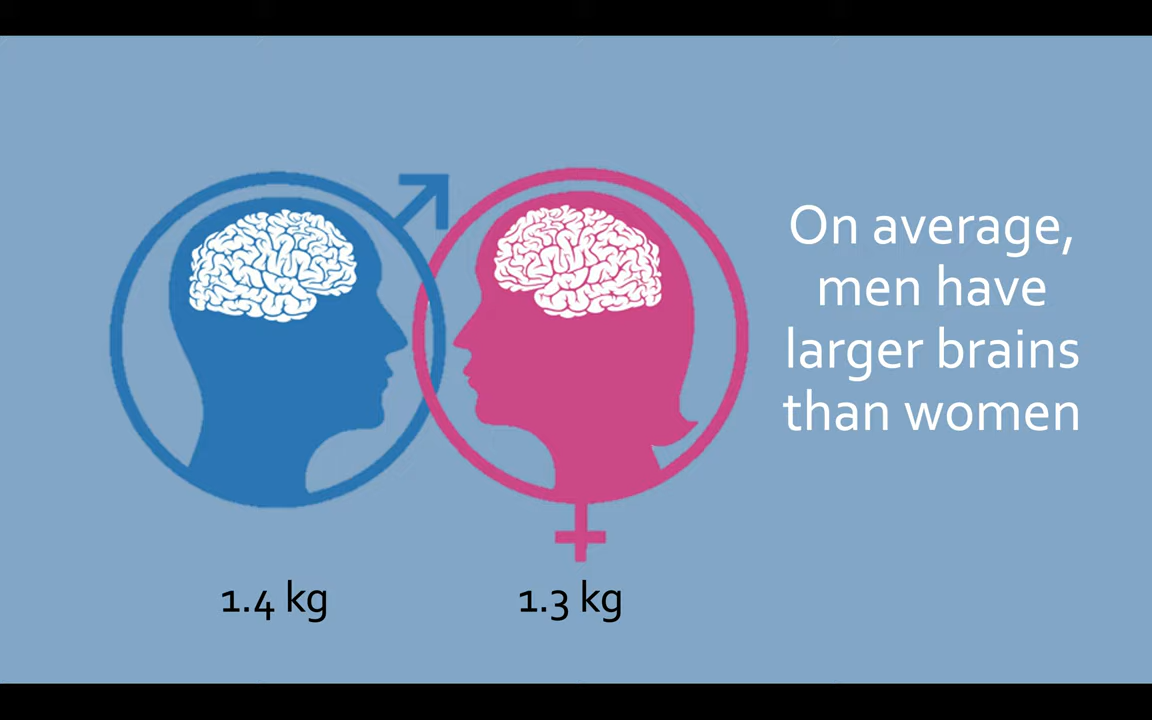 On average,
men have
larger brains
than women
1.4 kg
1.3 kg